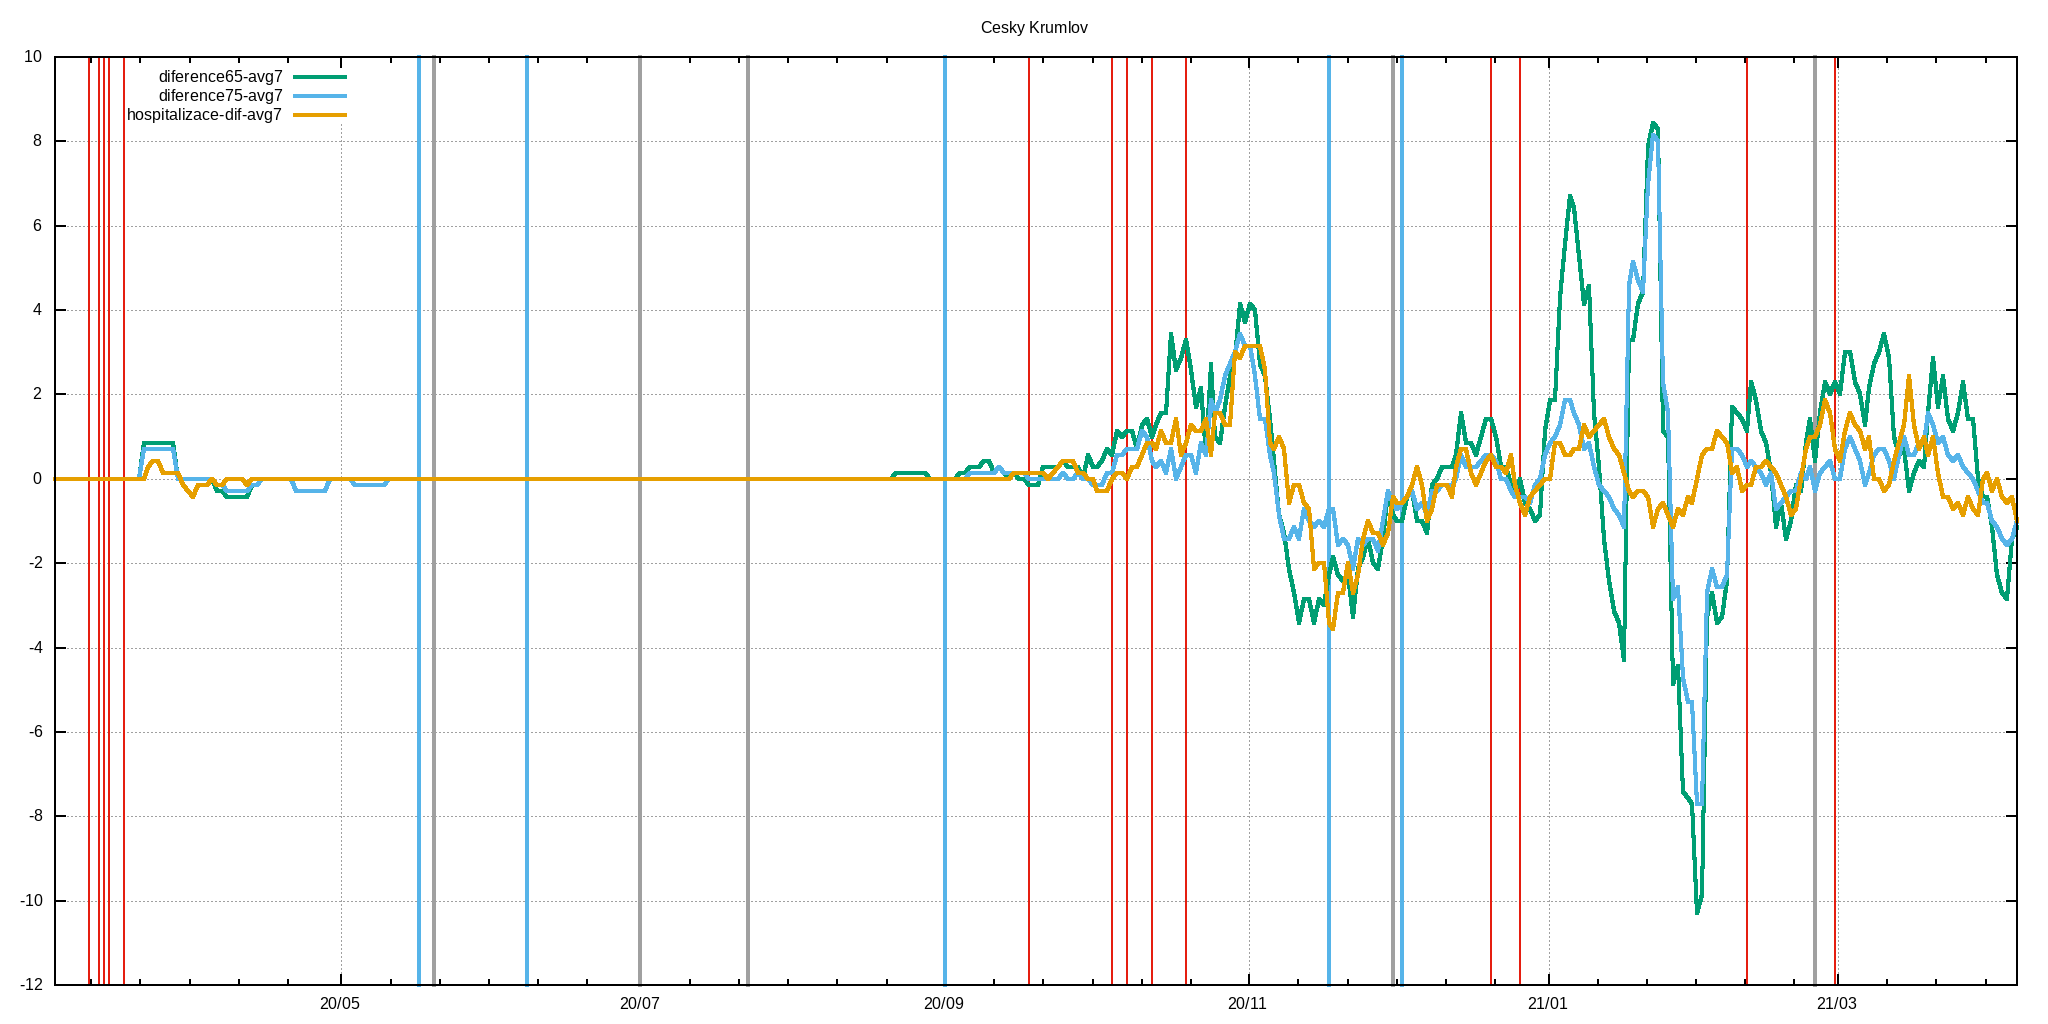 Cesky Krumlov
10
8
6
4
2
0
-2
-4
-6
-8
-10
-12
diference65-avg7
diference75-avg7
hospitalizace-dif-avg7
20/05 20/07 20/09 20/11 21/01 21/03